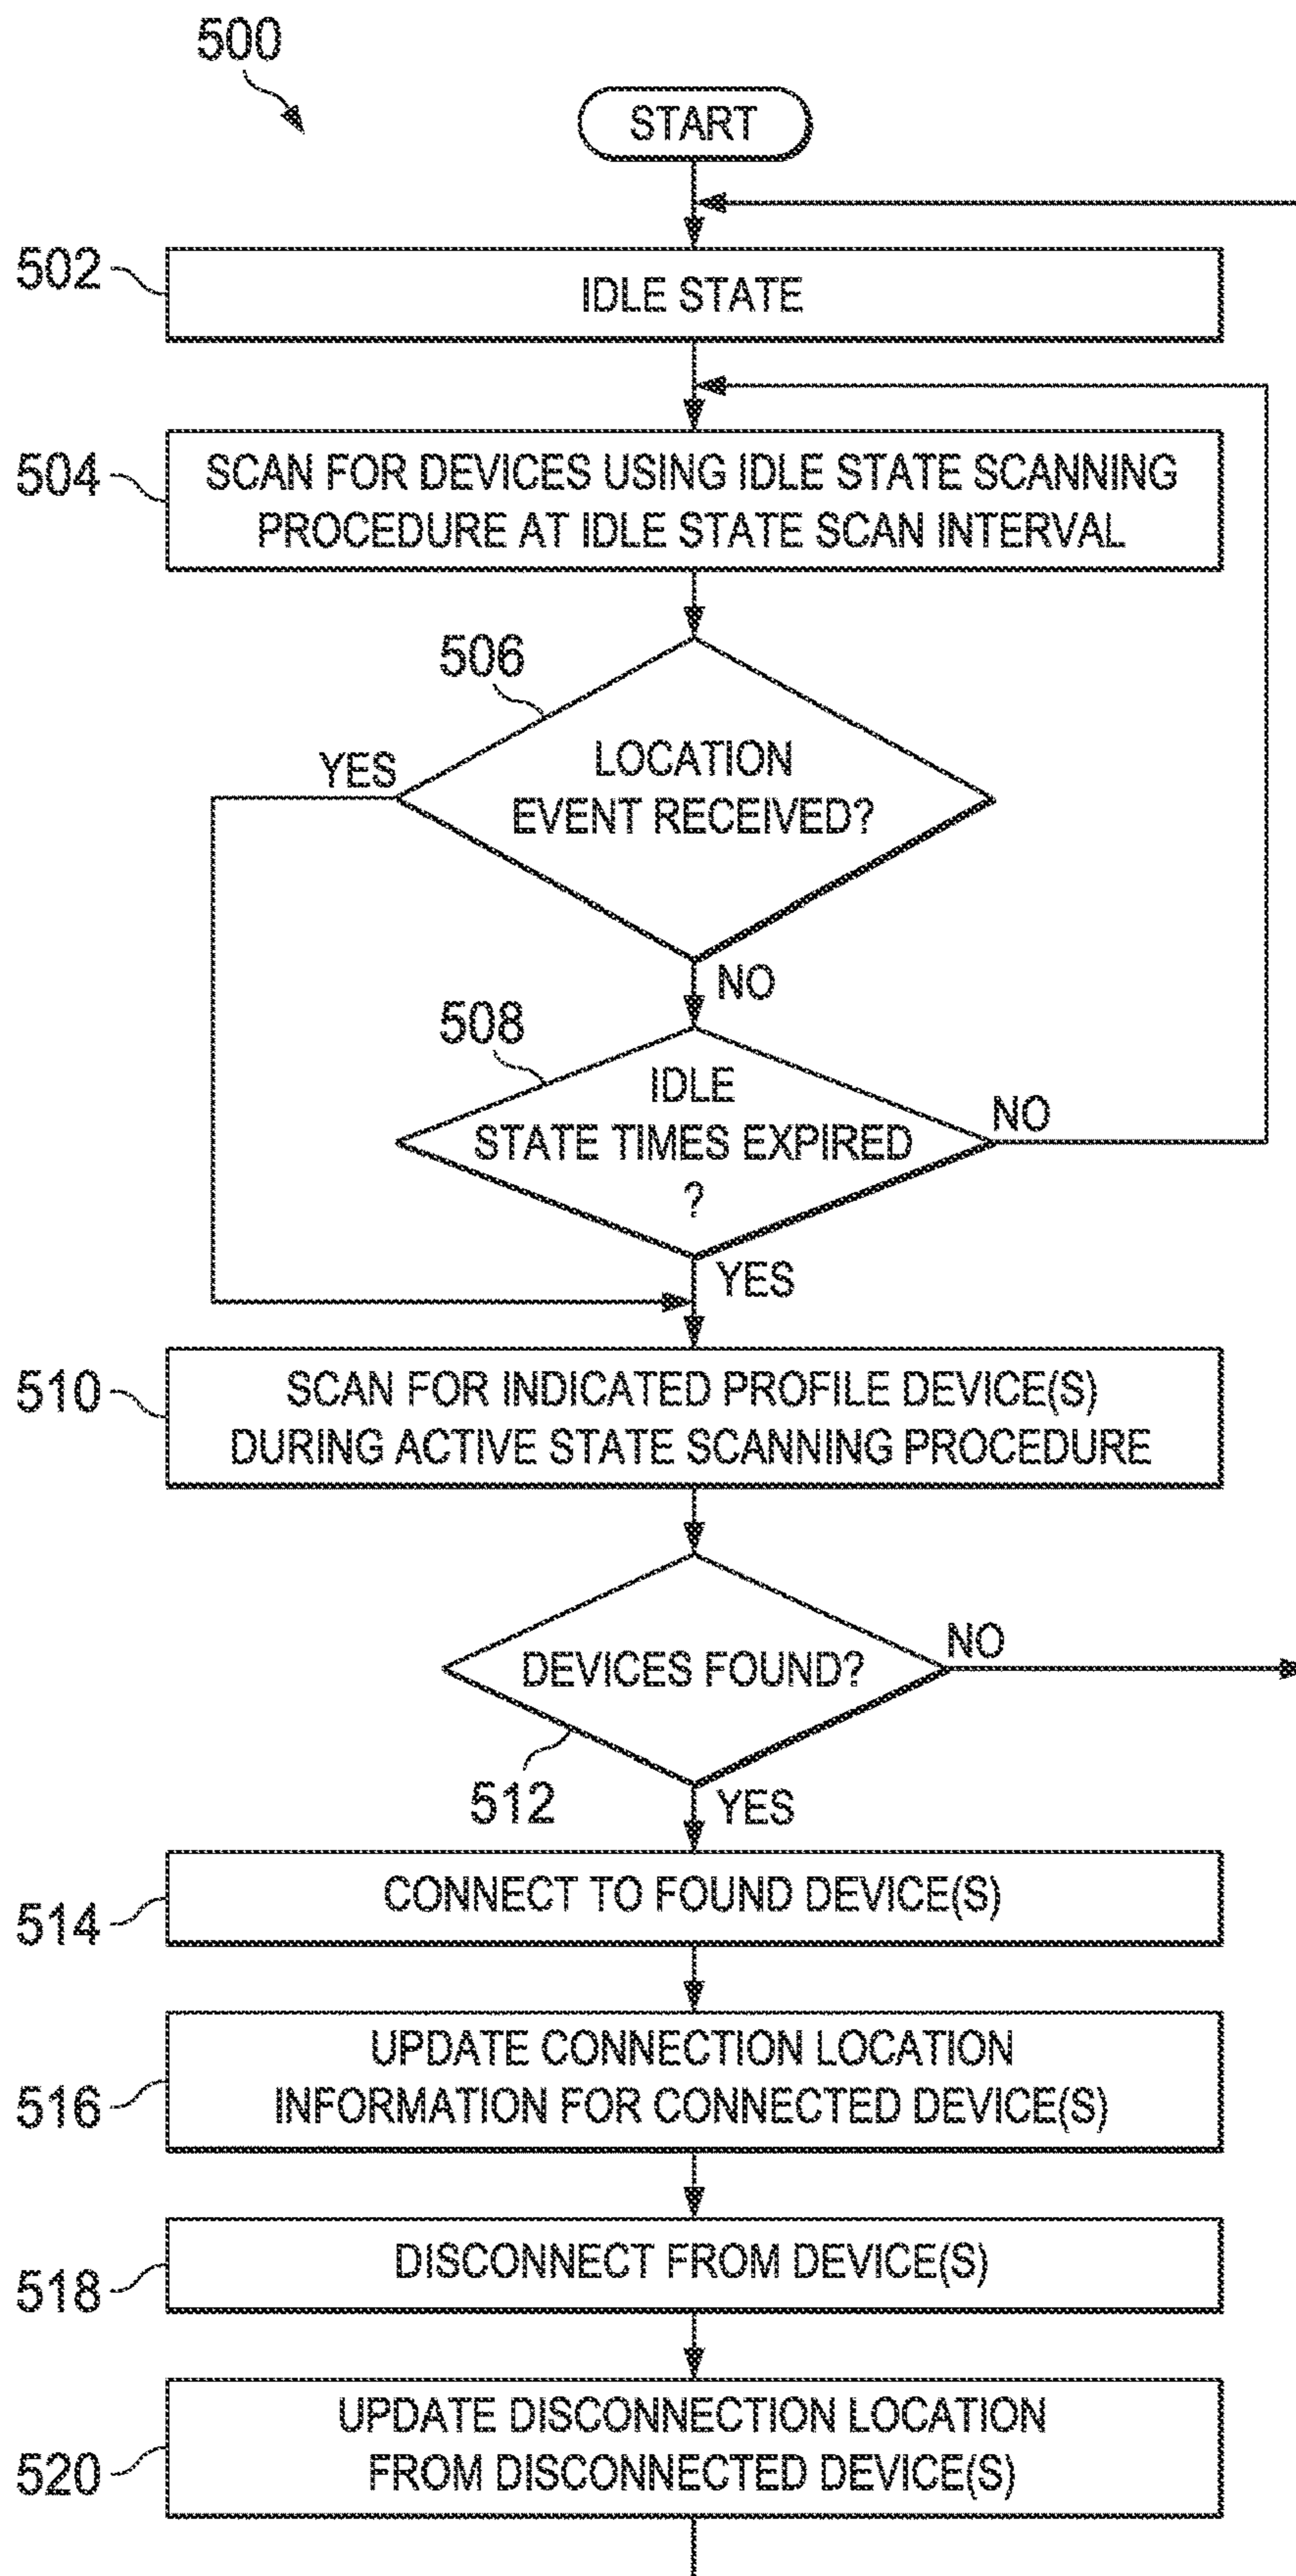 500
START
502
IDLE STATE
504
SCAN FOR DEVICES USING IDLE STATE SCANNING
PROCEDURE AT IDLE STATE SCAN INTERVAL
506
YES
LOCATION
EVENT RECEIVED?
NO
508
IDLE
STATE TIMES EXPIRED
?
NO
YES
510
SCAN FOR INDICATED PROFILE DEVICE(S)
DURING ACTIVE STATE SCANNING PROCEDURE
DEVICES FOUND?
NO
512
YES
514
CONNECT TO FOUND DEVICE(S)
516
UPDATE CONNECTION LOCATION
INFORMATION FOR CONNECTED DEVICE(S)
518
DISCONNECT FROM DEVICE(S)
520
UPDATE DISCONNECTION LOCATION
FROM DISCONNECTED DEVICE(S)